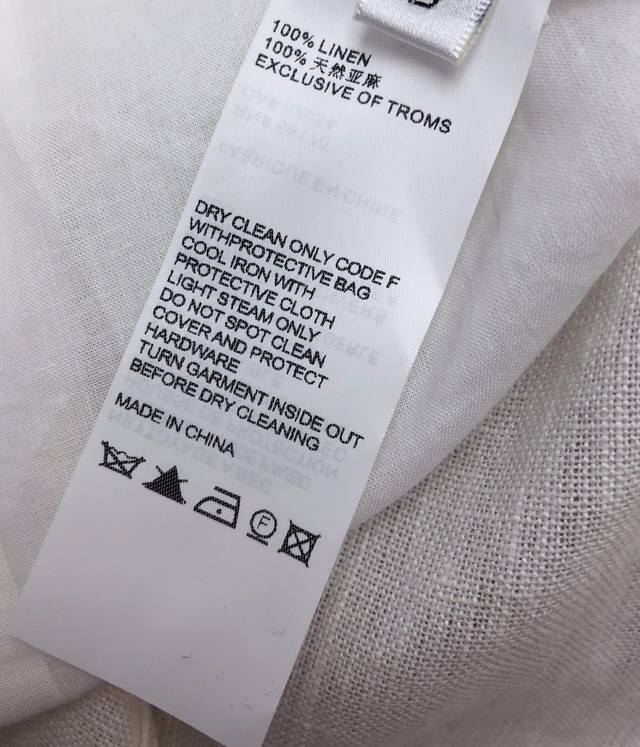 100% LINEN
100% 天然亚麻
EXCLUSIVE OF TROMS
DRY CLEAN ONLY CODE F
WITHPROTECTIVE BAG
COOL IRON WITH
PROTECTIVE CLOTH
LIGHT STEAM ONLY
DO NOT SPOT CLEAN
COVER AND PROTECT
HARDWARE
TURN GARMENT INSIDE OUT
BEFORE DRY CLEANING
MADE IN CHINA
F